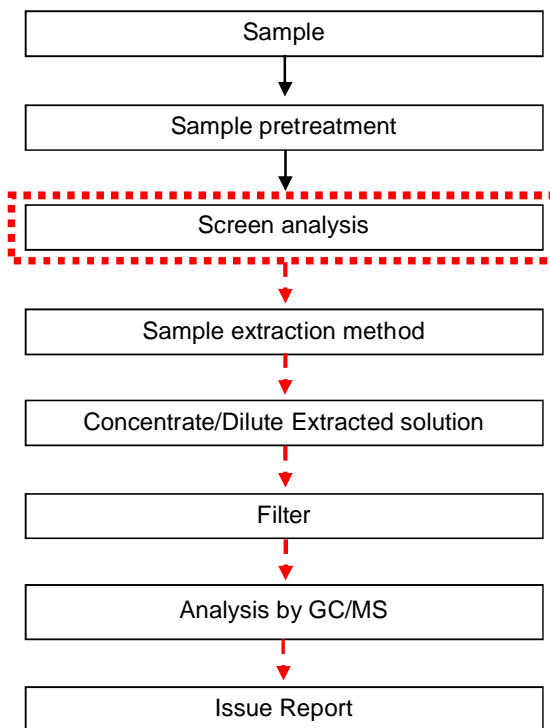 Sample
Sample pretreatment
Screen analysis
Sample extraction method
Concentrate/Dilute Extracted solution
Filter
Analysis by GC/MS
Issue Report